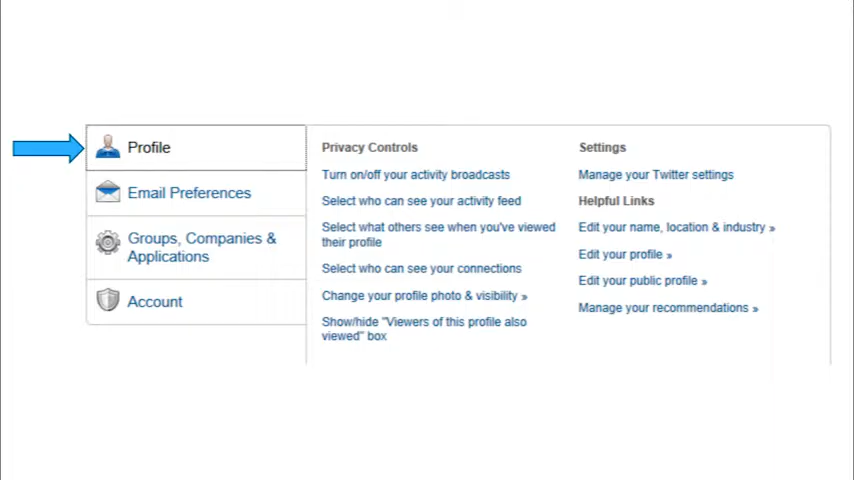 Profile
Email Preferences
Groups, Companies &
Applications
Account
Privacy Controls
Turn on/off your activity broadcasts
Select who can see your activity feed
Select what others see when you've viewed
their profile
Select who can see your connections
Change your profile photo & visibility »
Show/hide "Viewers of this profile also
viewed" box
Settings
Manage your Twitter settings
Helpful Links
Edit your name, location & industry »
Edit your profile »
Edit your public profile »
Manage your recommendations »